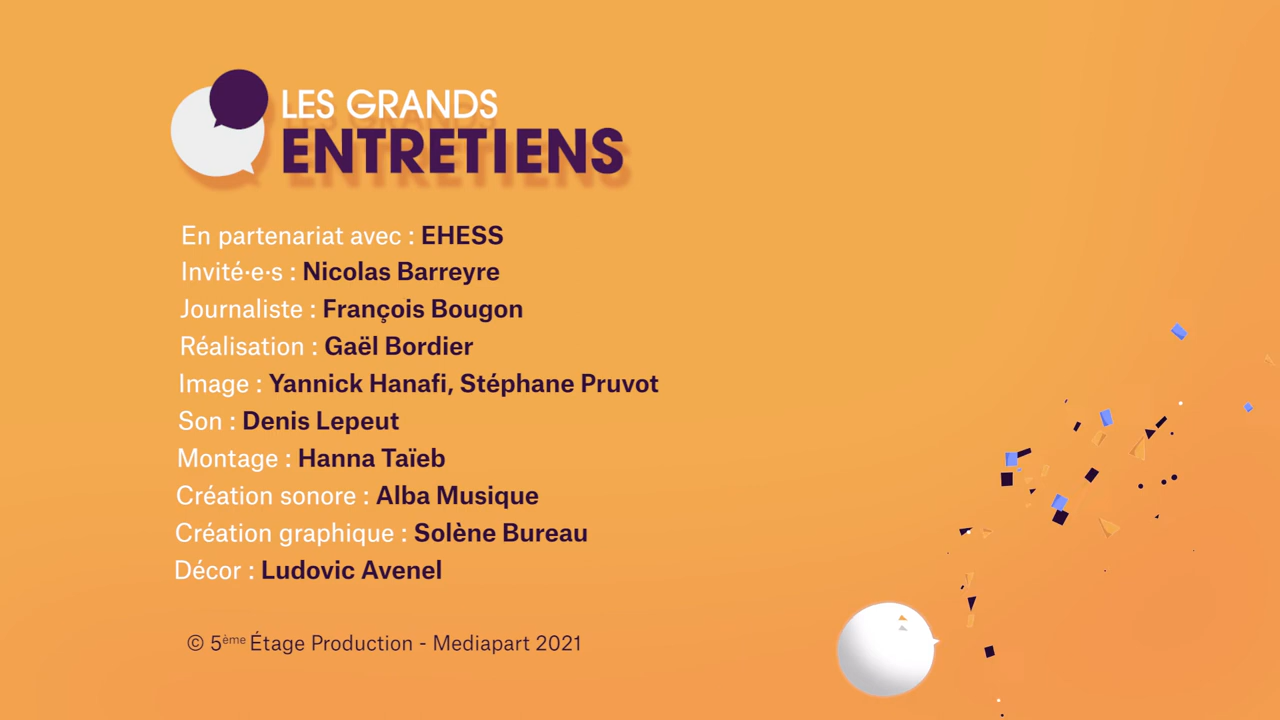 LES GRANDS
ENTRETIENS
En partenariat avec : EHESS
Invité·e·s : Nicolas Barreyre
Journaliste : François Bougon
Réalisation : Gaël Bordier
Image : Yannick Hanafi, Stéphane Pruvot
Son : Denis Lepeut
Montage : Hanna Taïeb
Création sonore : Alba Musique
Création graphique : Solène Bureau
Décor : Ludovic Avenel
© 5ème Étage Production - Mediapart 2021